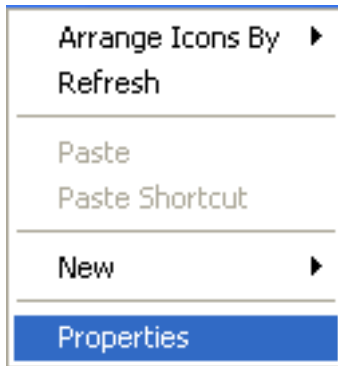 Arrange Icons By
Refresh
Paste
Paste Shortcut
New
Properties